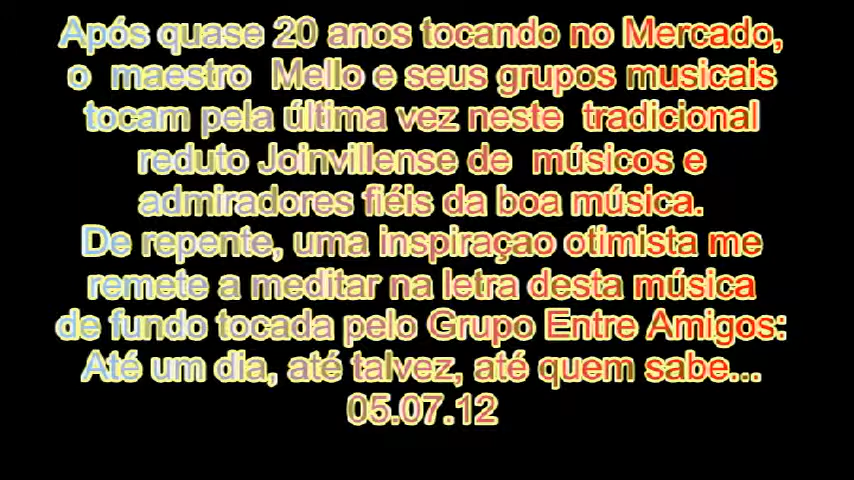 Após quase 20 anos tocando no Mercado,
o maestro Mello e seus grupos musicais
tocam pela última vez neste tradicional
reduto Joinvillense de músicos e
admiradores fiéis da boa música.
De repente, uma inspiraçao otimista me
remete a meditar na letra desta música
de fundo tocada pelo Grupo Entre Amigos:
Até um dia, até talvez, até quem sabe...
05.07.12